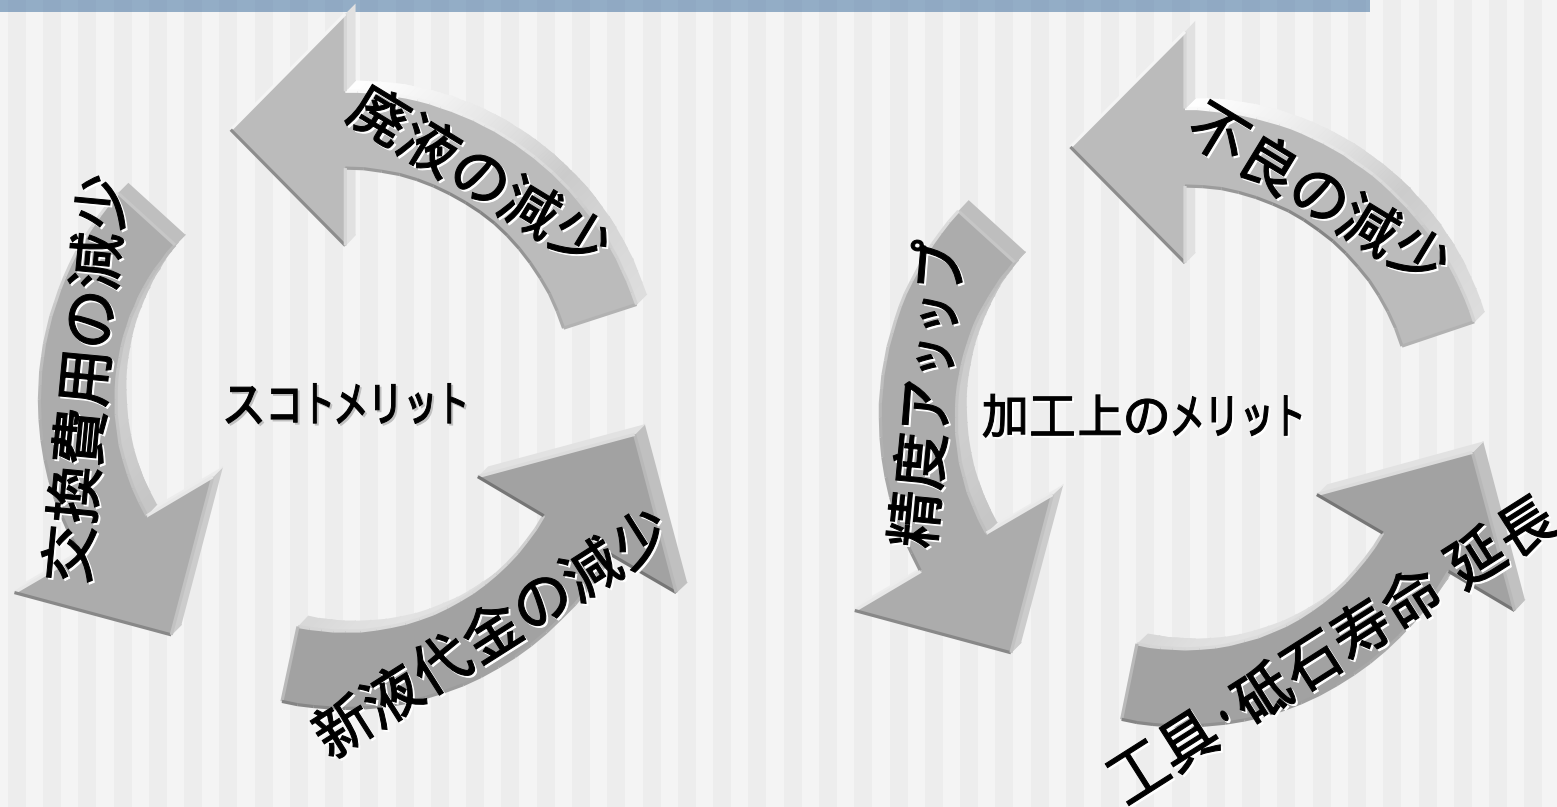 廃液の減少
交換費用の減少
新液代金の減少
スコトメリット
不良の減少
精度アップ
工具・砥石寿命 延長
加工上のメリット